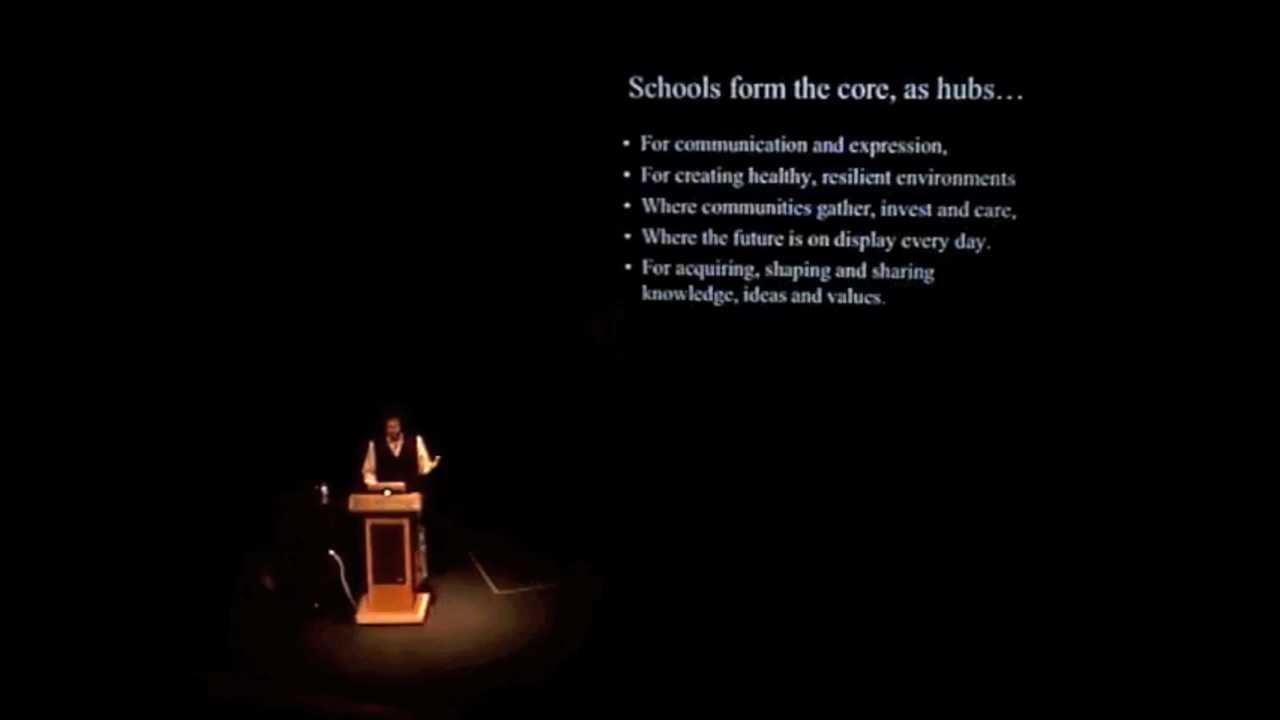 Schools form the core, as hubs…
• For communication and expression,
• For creating healthy, resilient environments
• Where communities gather, invest and care,
• Where the future is on display every day.
• For acquiring, shaping and sharing
knowledge, ideas and values.